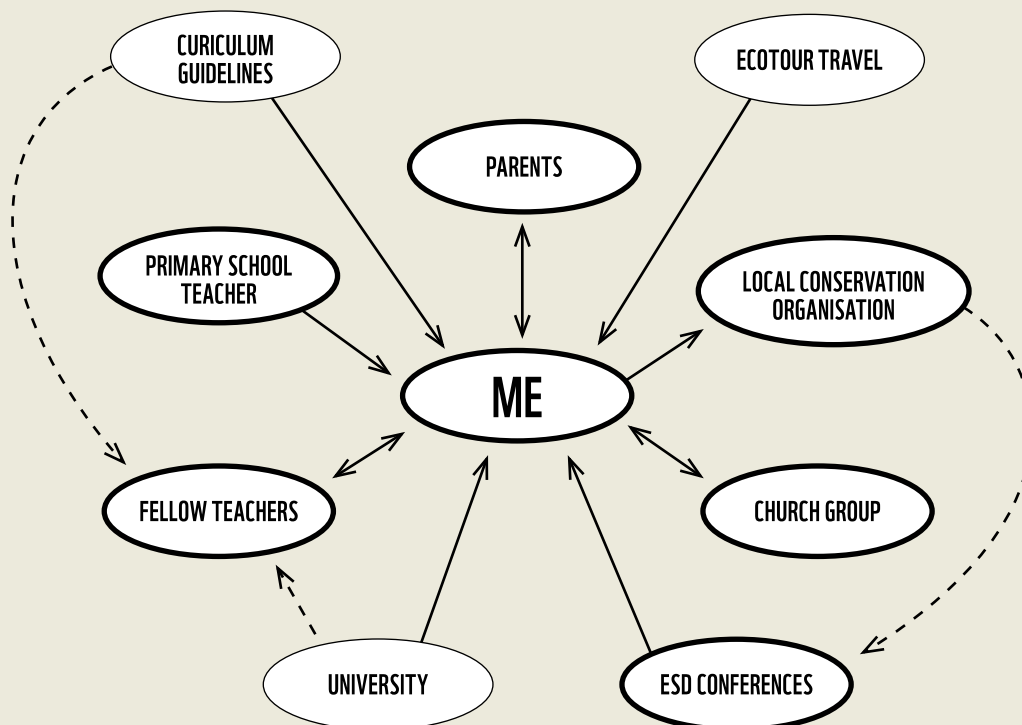 CURICULUM
GUIDELINES
ECOTOUR TRAVEL
PARENTS
PRIMARY SCHOOL
TEACHER
LOCAL CONSERVATION
ORGANISATION
ME
FELLOW TEACHERS
CHURCH GROUP
UNIVERSITY
ESD CONFERENCES